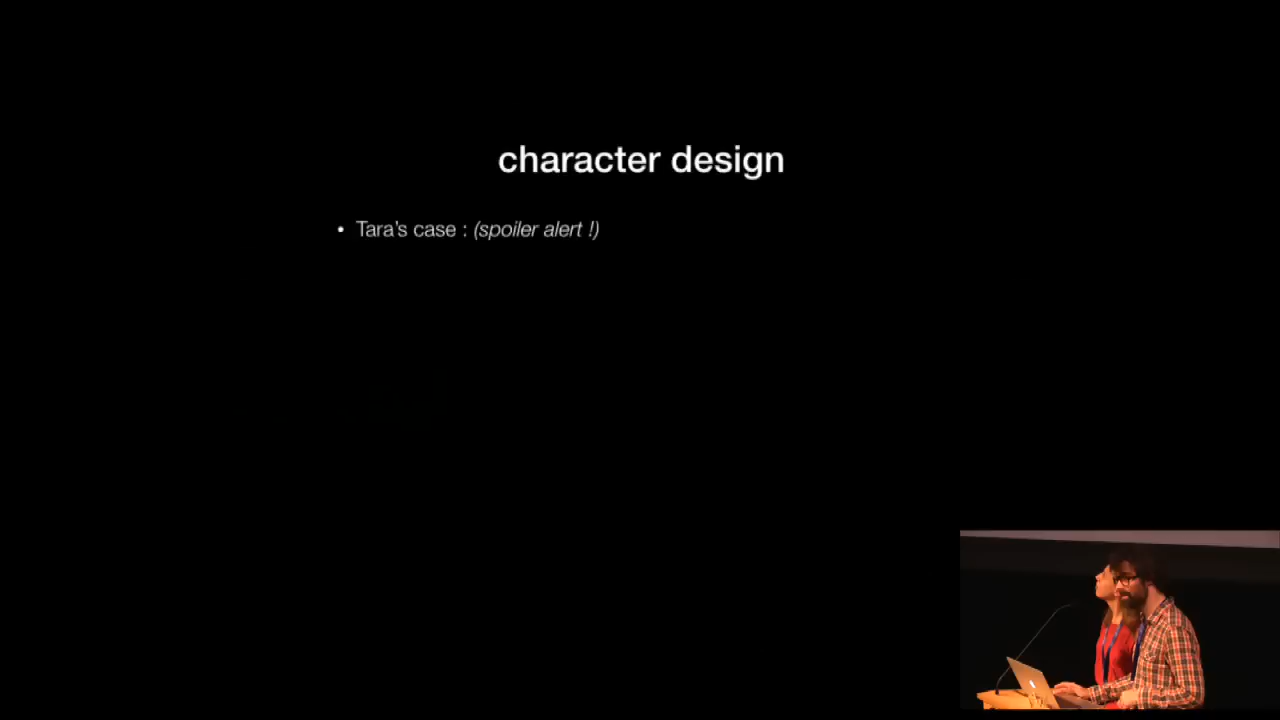 character design
• Tara's case : (spoiler alert !)